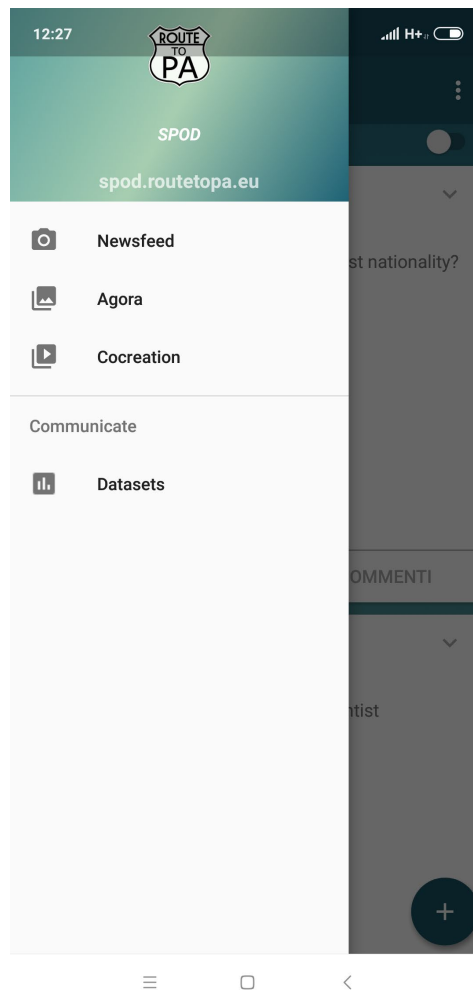 12:27
H+
ROUTE
TO
PA
SPOD
spod.routetopa.eu
Newsfeed
st nationality?
Agora
Cocreation
Communicate
Datasets
OMMENTI
ntist